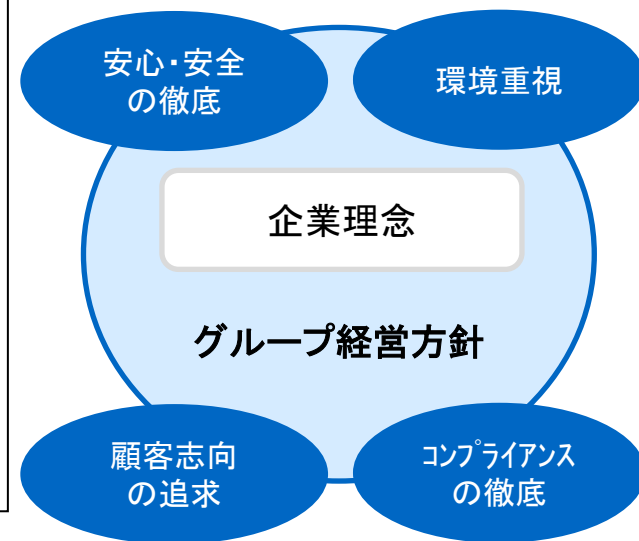 安心・安全
の徹底
環境重視
企業理念
グループ経営方針
顧客志向
の追求
ｺﾝﾌﾟﾗｲｱﾝｽ
の徹底